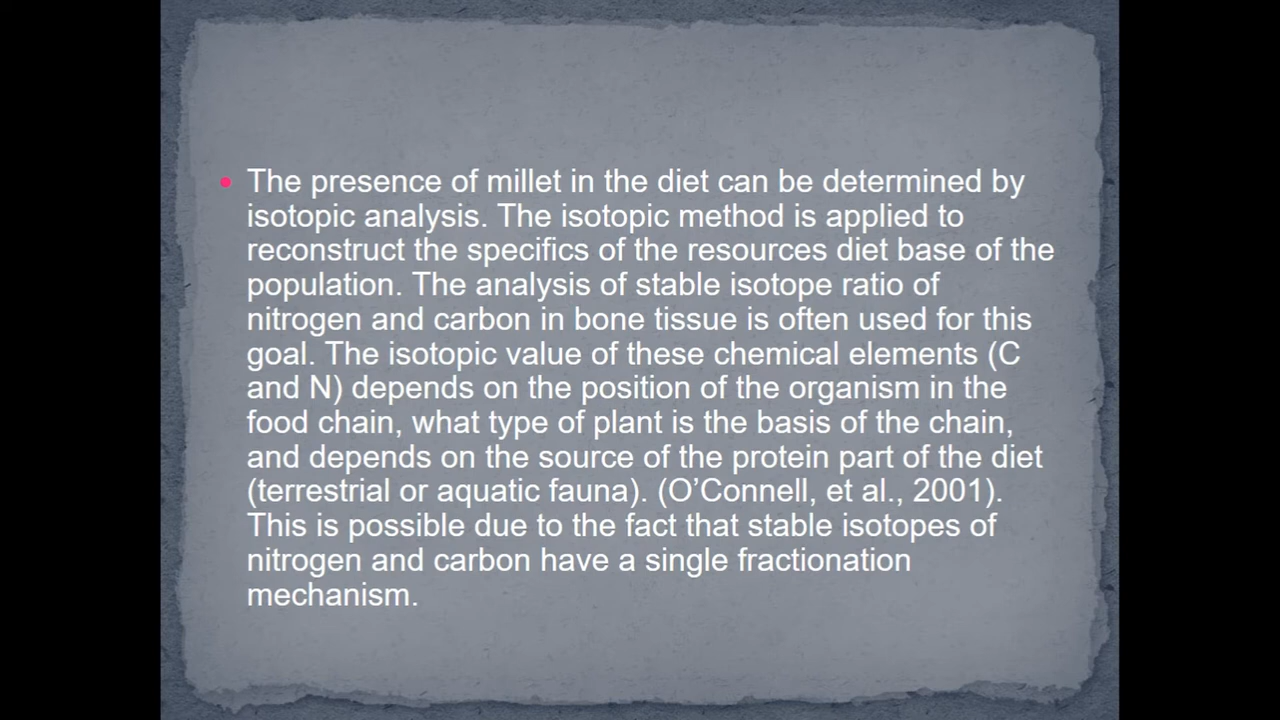 • The presence of millet in the diet can be determined by
isotopic analysis. The isotopic method is applied to
reconstruct the specifics of the resources diet base of the
population. The analysis of stable isotope ratio of
nitrogen and carbon in bone tissue is often used for this
goal. The isotopic value of these chemical elements (C
and N) depends on the position of the organism in the
food chain, what type of plant is the basis of the chain,
and depends on the source of the protein part of the diet
(terrestrial or aquatic fauna). (O’Connell, et al., 2001).
This is possible due to the fact that stable isotopes of
nitrogen and carbon have a single fractionation
mechanism.